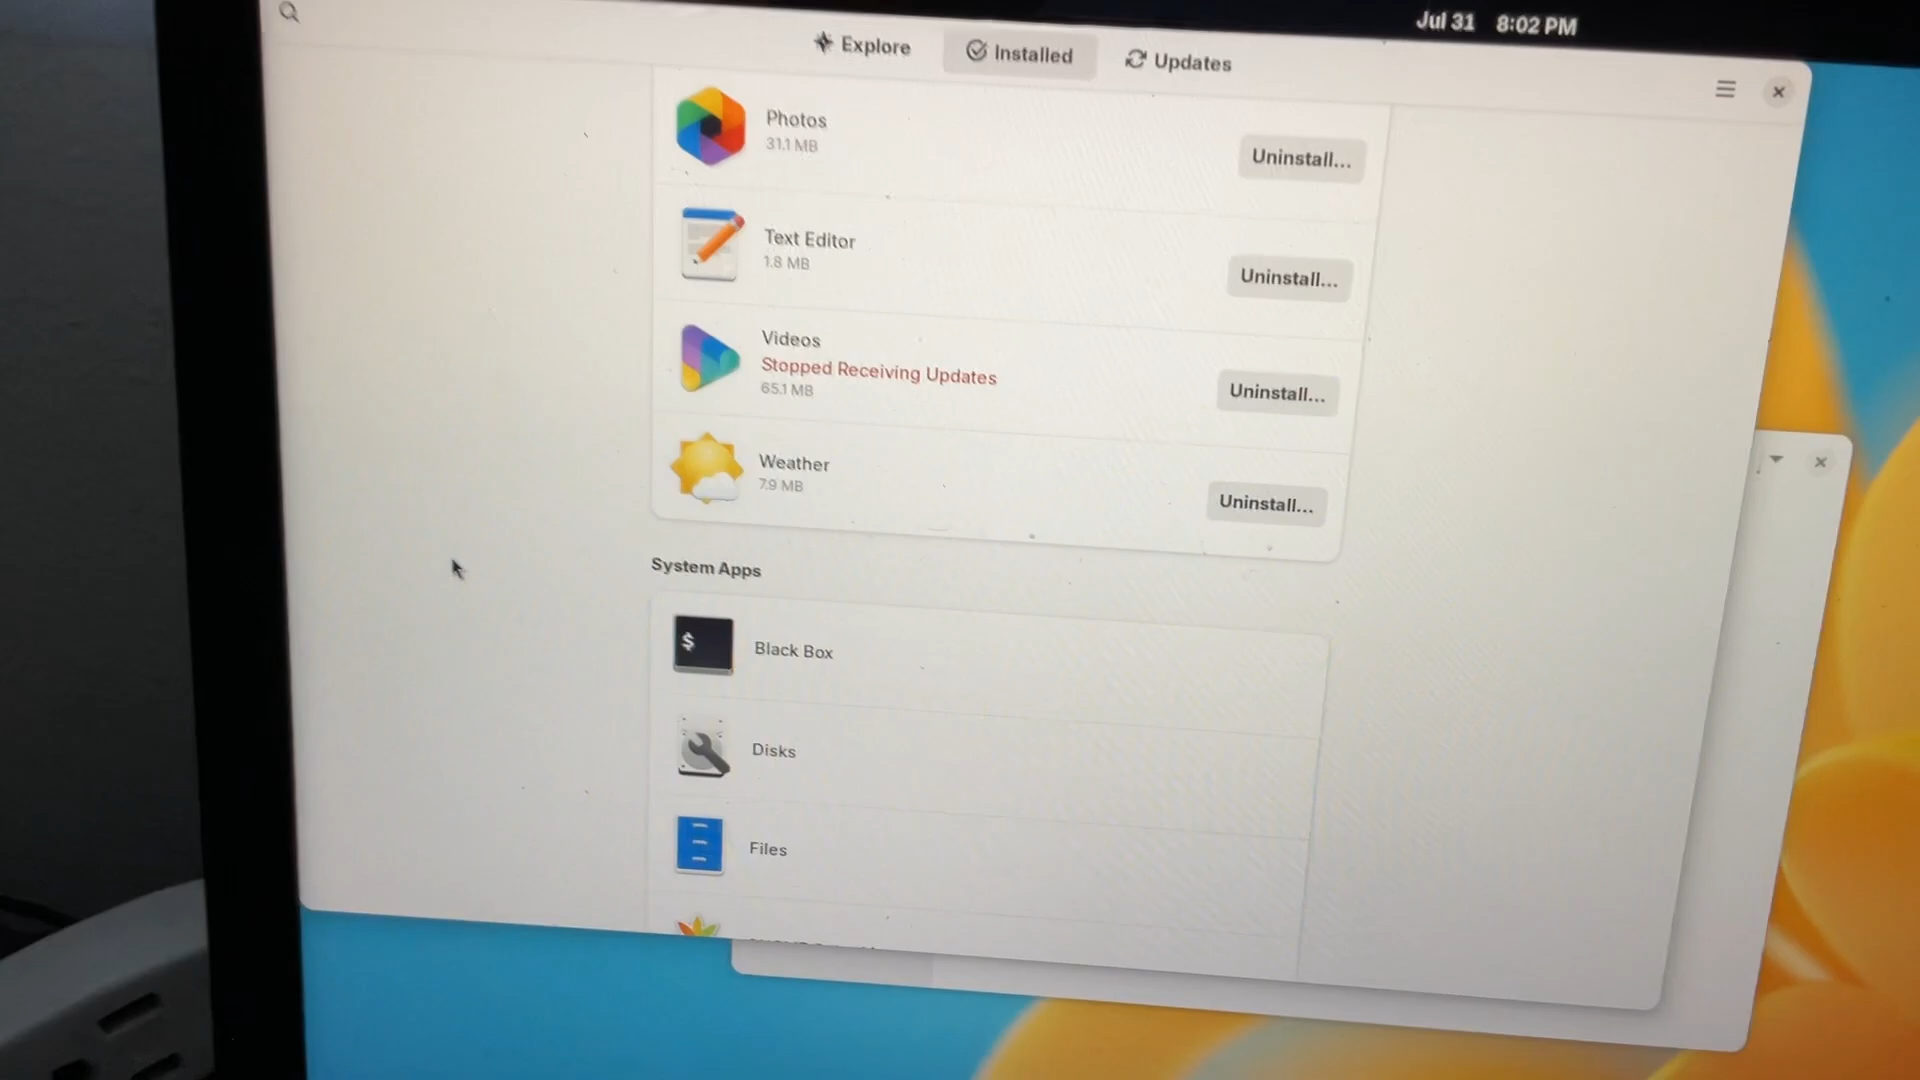 Jul 31 8:02 PM
Explore
Installed
Updates
Photos
31.1 MB
Uninstall...
Text Editor
1.8 MB
Uninstall...
Videos
Stopped Receiving Updates
65.1 MB
Uninstall...
Weather
7.9 MB
Uninstall...
System Apps
$
Black Box
Disks
Files